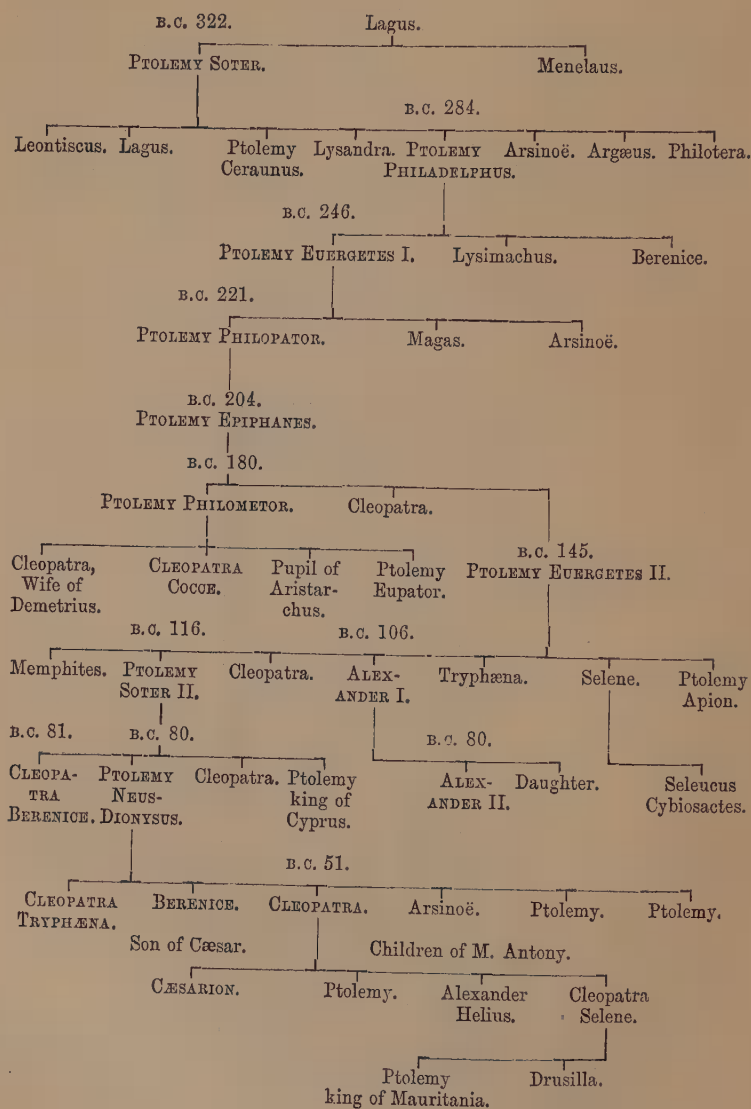 B.C. 322. Lagus.
PTOLEMY SOTER. Menelaus.
B.C. 284.
Leontiscus. Lagus. Ptolemy Lysandra. PTOLEMY Arsinoë. Argæus. Philotera.
Ceraunus. PHILADELPHUS.
B.C. 246.
PTOLEMY EUERGETES I. Lysimachus. Berenice.
B.C. 221.
PTOLEMY PHILOPATOR. Magas. Arsinoë.
B.C. 204.
PTOLEMY EPIPHANES.
B.C. 180.
PTOLEMY PHILOMETOR. Cleopatra.
B.C. 145.
Cleopatra, CLEOPATRA Pupil of Ptolemy PTOLEMY EUERGETES II.
Wife of COCCE. Aristar- Eupator.
Demetrius. chus.
B.C. 116. B.C. 106.
Memphites. PTOLEMY Cleopatra. ALEX- Tryphæna. Selene. Ptolemy
SOTER II. ANDER I. Apion.
B.C. 81. B.C. 80. B.C. 80.
CLEOPA- PTOLEMY Cleopatra. Ptolemy ALEX- Daughter. Seleucus
TRA NEUS- king of ANDER II. Cybiosactes.
BERENICE. DIONYSUS. Cyprus.
B.C. 51.
CLEOPATRA BERENICE. CLEOPATRA. Arsinoë. Ptolemy. Ptolemy.
TRYPHÆNA.
Son of Cæsar. Children of M. Antony.
CÆSARION. Ptolemy. Alexander Cleopatra
Helius. Selene.
Ptolemy Drusilla.
king of Mauritania.